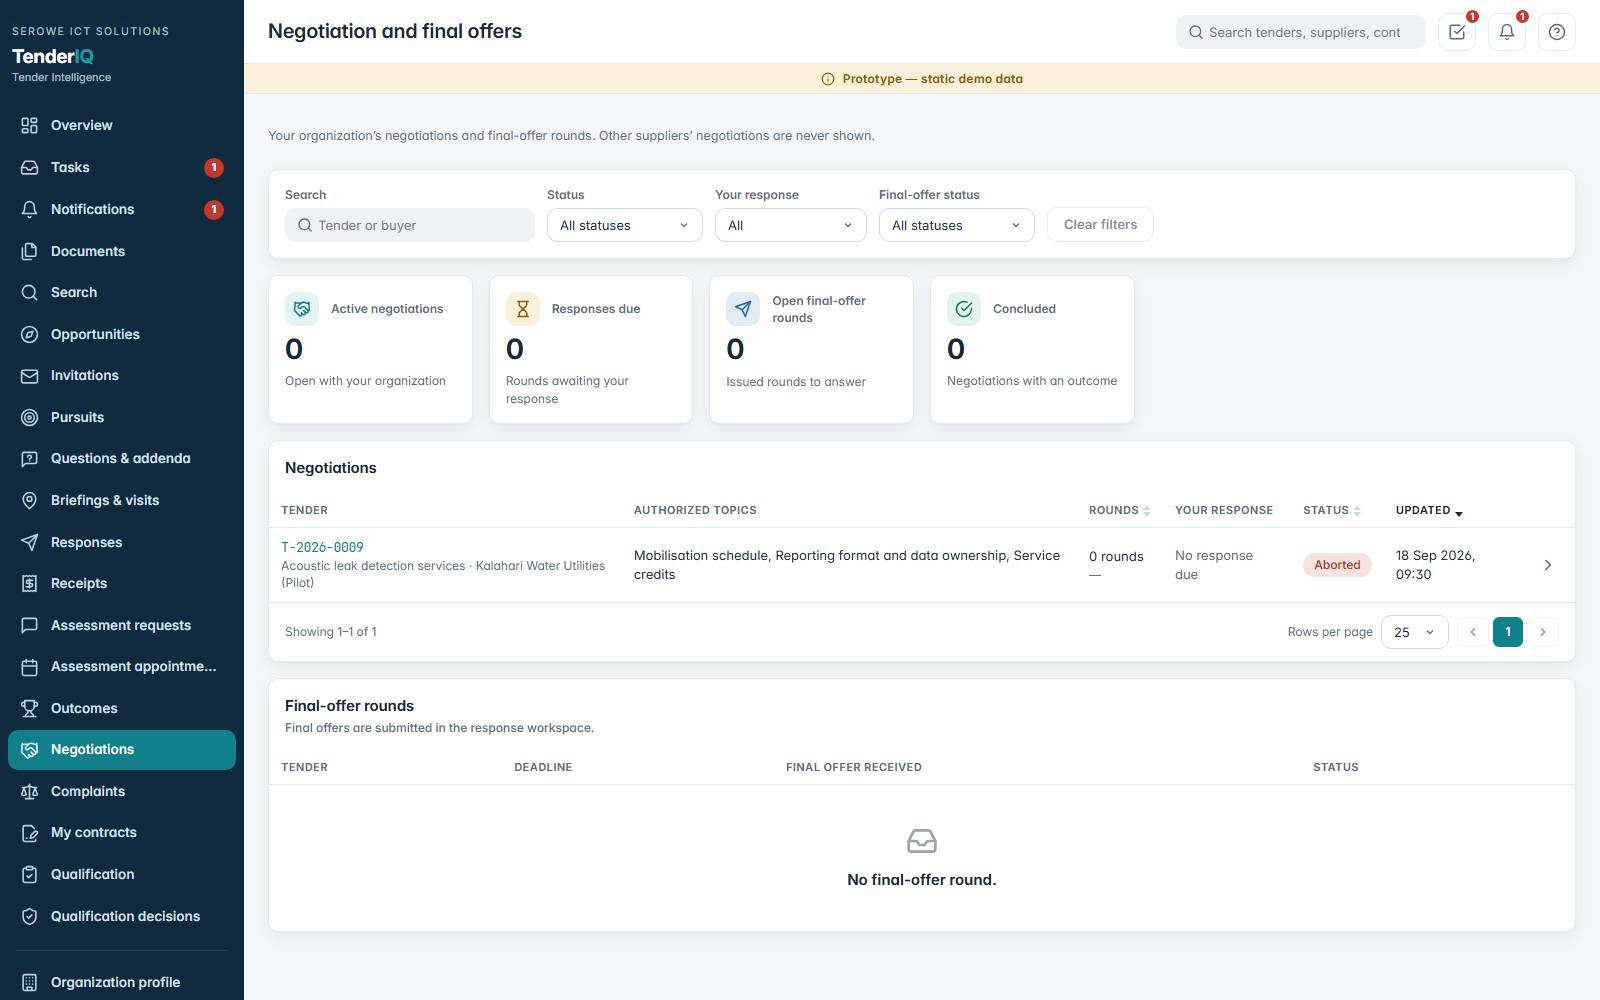 SEROWE ICT SOLUTIONS
TenderIQ
Tender Intelligence
Overview
Tasks 1
Notifications 1
Documents
Search
Opportunities
Invitations
Pursuits
Questions & addenda
Briefings & visits
Responses
Receipts
Assessment requests
Assessment appointme...
Outcomes
Negotiations
Complaints
My contracts
Qualification
Qualification decisions
Organization profile
Negotiation and final offers
Search tenders, suppliers, cont
1
1
Prototype — static demo data
Your organization's negotiations and final-offer rounds. Other suppliers' negotiations are never shown.
Search Status Your response Final-offer status
Tender or buyer All statuses All All statuses Clear filters
Active negotiations
0
Open with your organization
Responses due
0
Rounds awaiting your
response
Open final-offer
rounds
0
Issued rounds to answer
Concluded
0
Negotiations with an outcome
Negotiations
TENDER AUTHORIZED TOPICS ROUNDS YOUR RESPONSE STATUS UPDATED
T-2026-0009
Acoustic leak detection services · Kalahari Water Utilities
(Pilot)
Mobilisation schedule, Reporting format and data ownership, Service
credits
0 rounds
—
No response
due
Aborted
18 Sep 2026,
09:30
Showing 1–1 of 1 Rows per page 25 1
Final-offer rounds
Final offers are submitted in the response workspace.
TENDER DEADLINE FINAL OFFER RECEIVED STATUS
No final-offer round.